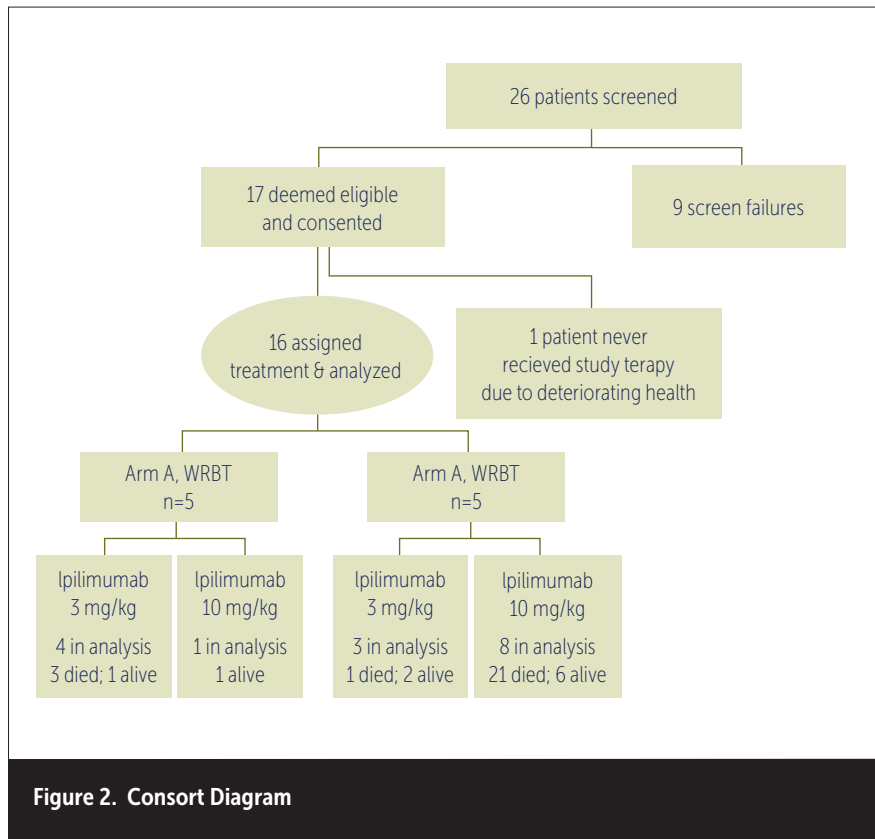 26 patients screened
17 deemed eligible
and consented
9 screen failures
16 assigned
treatment & analyzed
1 patient never
recieved study terapy
due to deteriorating health
Arm A, WRBT
n=5
Arm A, WRBT
n=5
Ipilimumab
3 mg/kg
4 in analysis
3 died; 1 alive
Ipilimumab
10 mg/kg
1 in analysis
1 alive
Ipilimumab
3 mg/kg
3 in analysis
1 died; 2 alive
Ipilimumab
10 mg/kg
8 in analysis
21 died; 6 alive
Figure 2. Consort Diagram